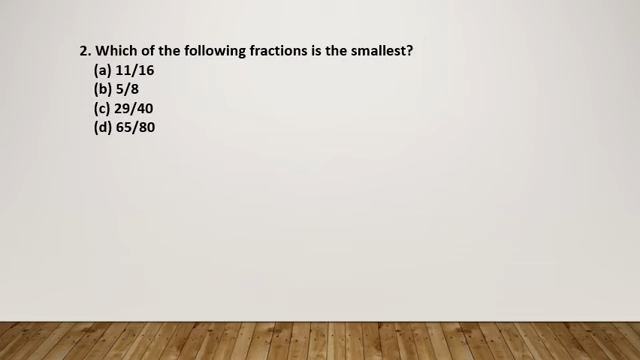 2. Which of the following fractions is the smallest?
(a) 11/16
(b) 5/8
(c) 29/40
(d) 65/80